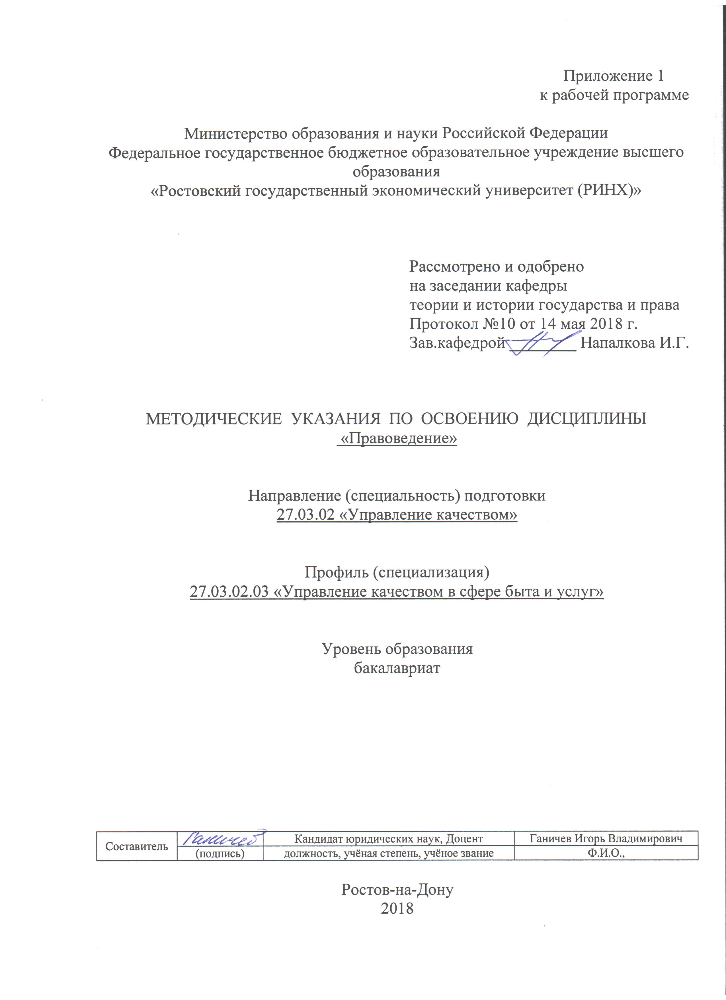 Приложение 1
к рабочей программе
Министерство образования и науки Российской Федерации
Федеральное государственное бюджетное образовательное учреждение высшего
образования
«Ростовский государственный экономический университет (РИНХ)»
Рассмотрено и одобрено
на заседании кафедры
теории и истории государства и права
Протокол №10 от 14 мая 2018 г.
Зав.кафедрой ________ Напалкова И.Г.
МЕТОДИЧЕСКИЕ УКАЗАНИЯ ПО ОСВОЕНИЮ ДИСЦИПЛИНЫ
«Правоведение»
Направление (специальность) подготовки
27.03.02 «Управление качеством»
Профиль (специализация)
27.03.02.03 «Управление качеством в сфере быта и услуг»
Уровень образования
бакалавриат
Составитель Ганичев Кандидат юридических наук, Доцент Ганичев Игорь Владимирович
(подпись) должность, учёная степень, учёное звание Ф.И.О.,
Ростов-на-Дону
2018